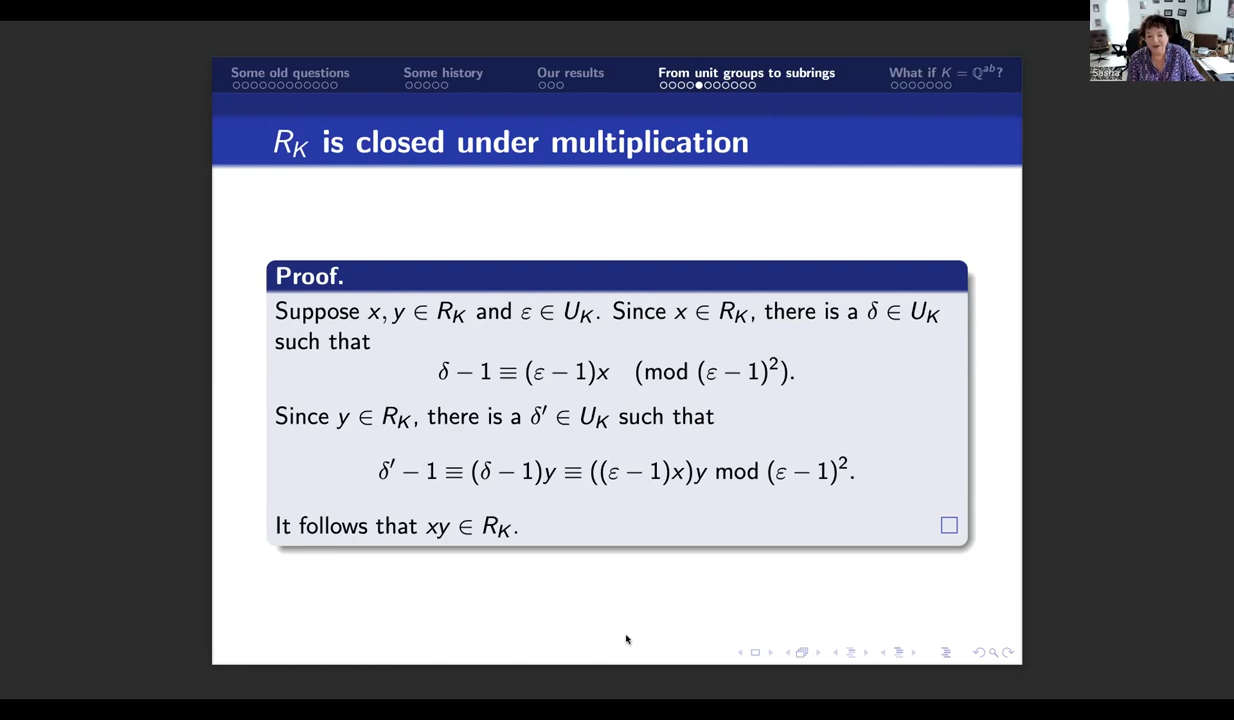 Some old questions Some history Our results From unit groups to subrings What if K = ℚᵃᵇ?
R_K is closed under multiplication
Proof.
Suppose x, y ∈ R_K and ε ∈ U_K. Since x ∈ R_K, there is a δ ∈ U_K
such that
δ − 1 ≡ (ε − 1)x (mod (ε − 1)²).
Since y ∈ R_K, there is a δ′ ∈ U_K such that
δ′ − 1 ≡ (δ − 1)y ≡ ((ε − 1)x)y mod (ε − 1)².
It follows that xy ∈ R_K.
Sasha